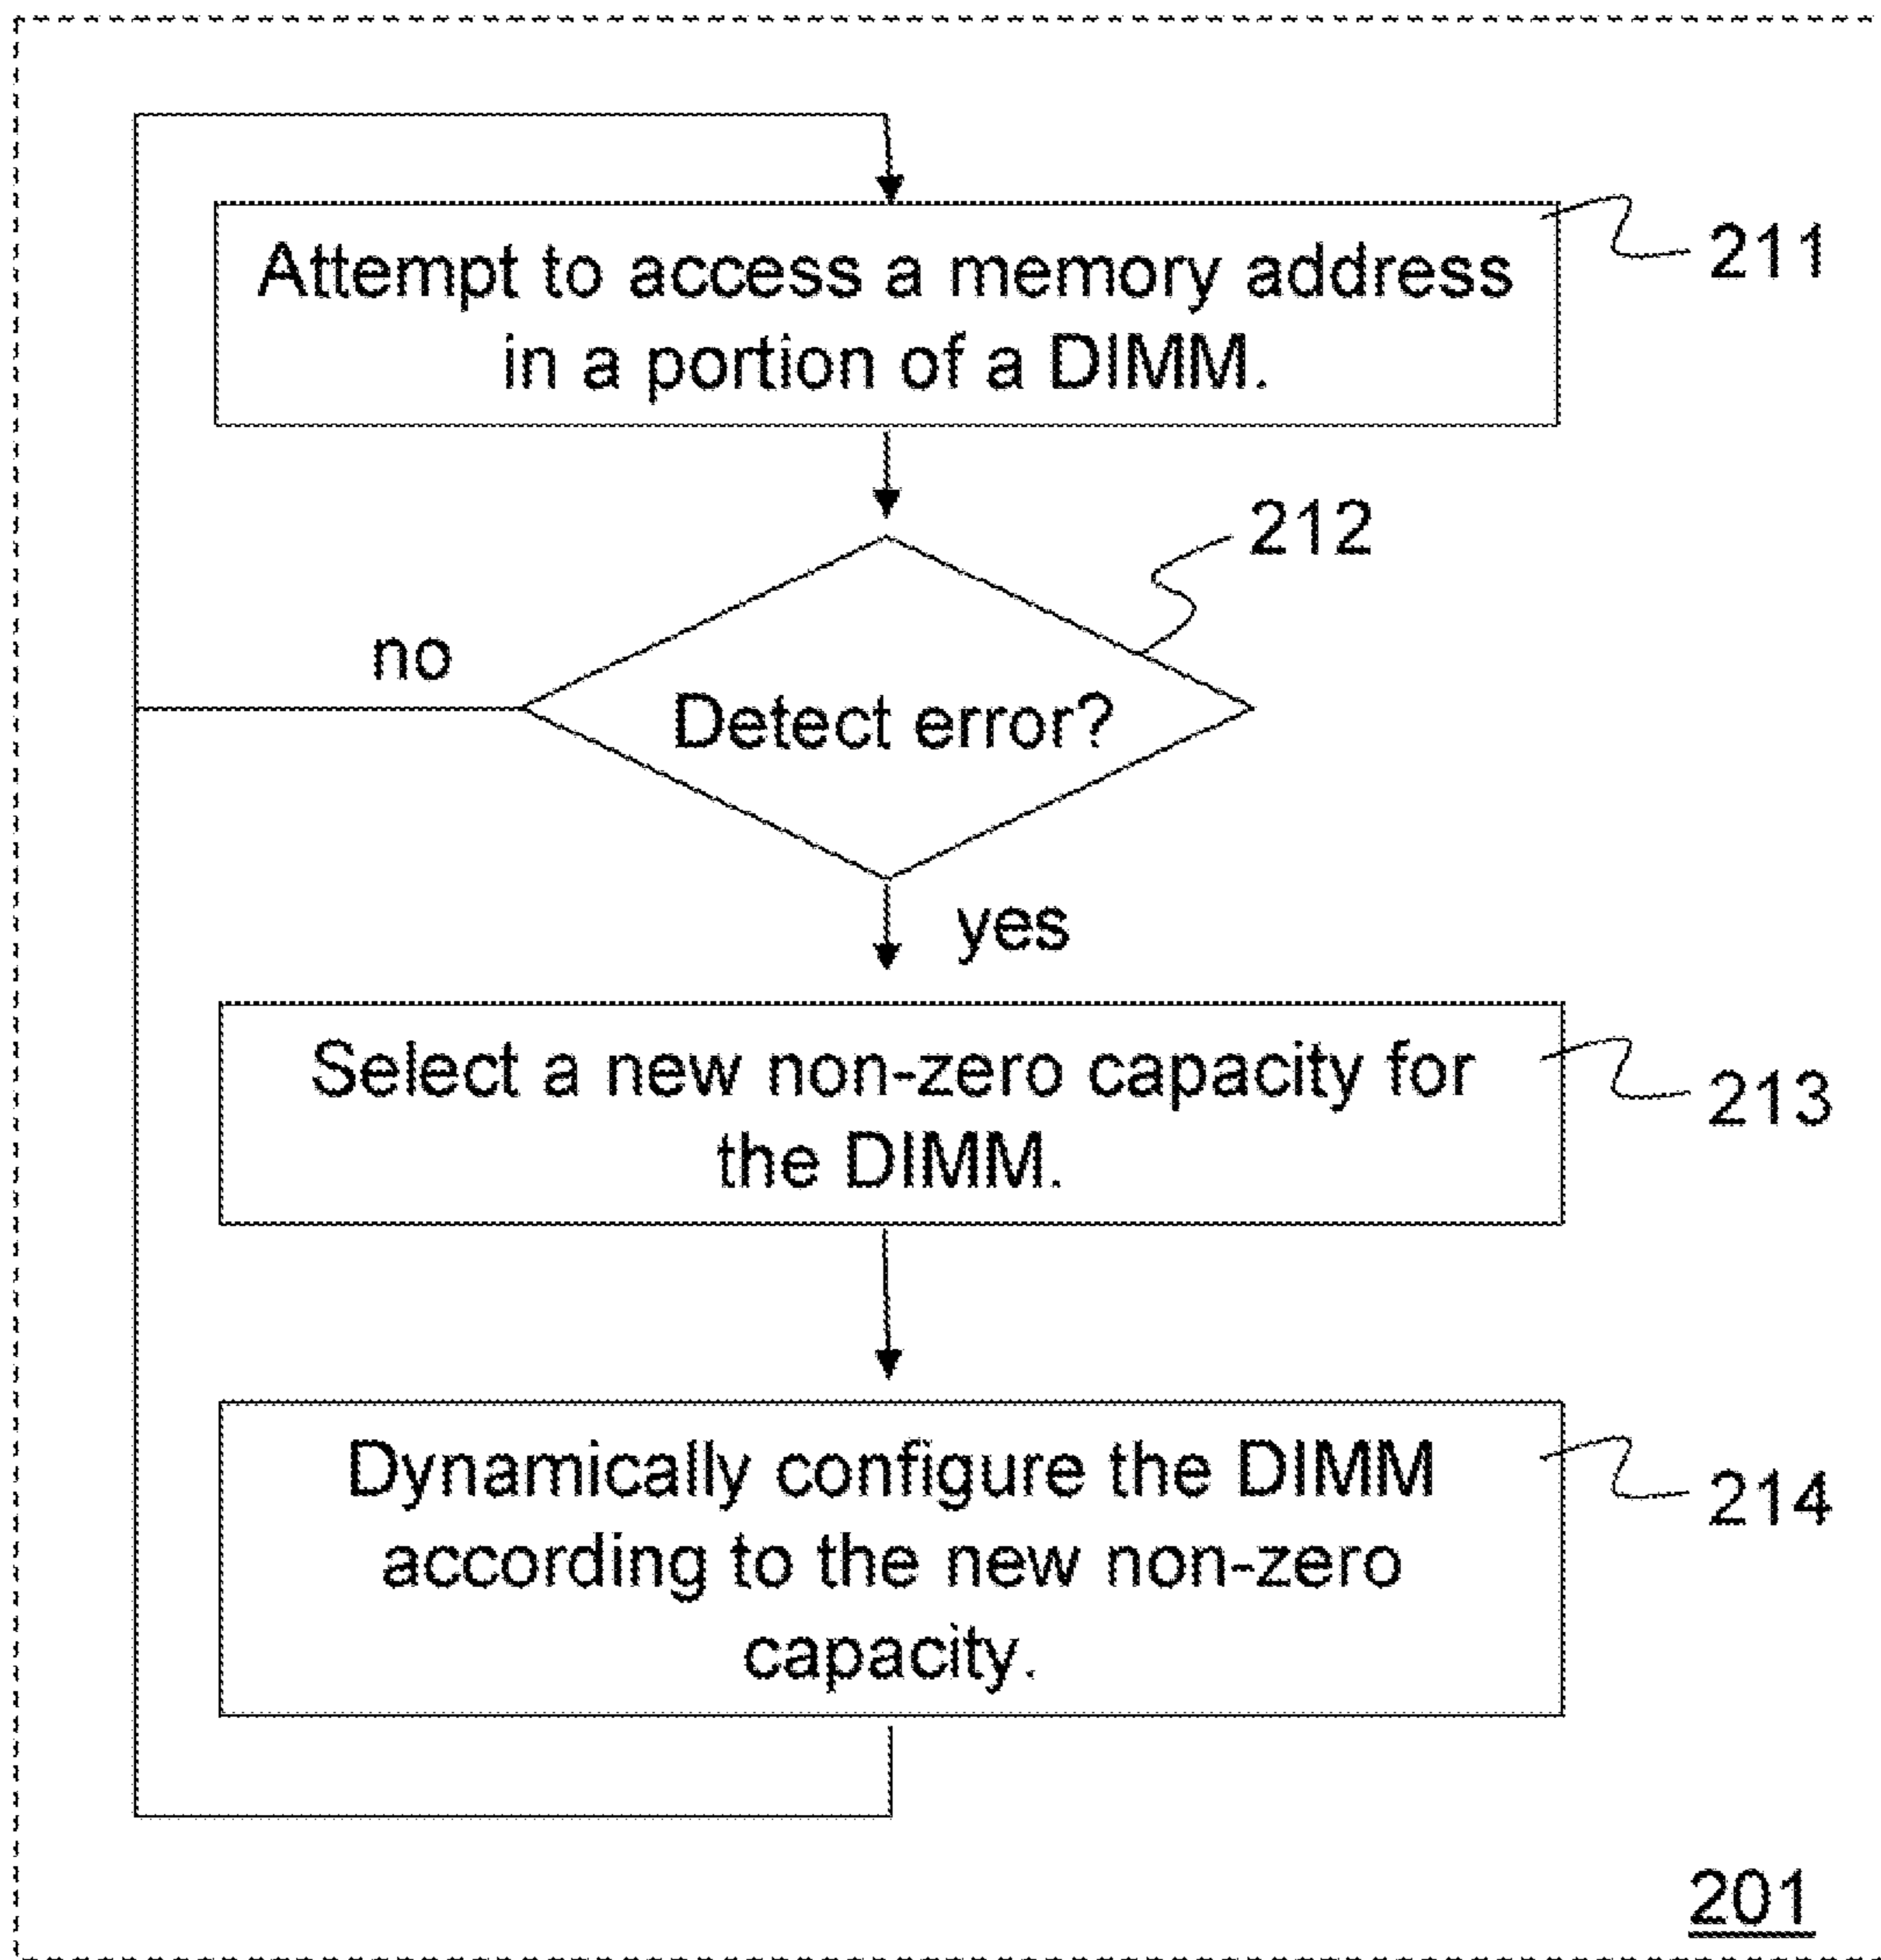 Attempt to access a memory address
in a portion of a DIMM.
211
212
Detect error?
no
yes
Select a new non-zero capacity for
the DIMM.
213
Dynamically configure the DIMM
according to the new non-zero
capacity.
214
201